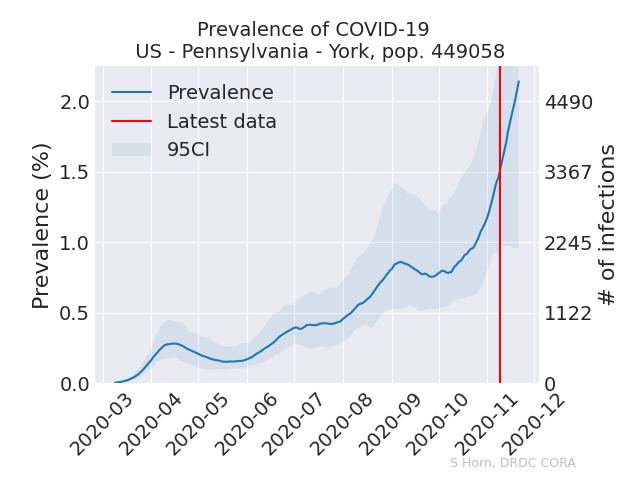 Prevalence of COVID-19
US - Pennsylvania - York, pop. 449058
Prevalence
Latest data
95CI
Prevalence (%)
2.0
1.5
1.0
0.5
0.0
# of infections
4490
3367
2245
1122
0
2020-03
2020-04
2020-05
2020-06
2020-07
2020-08
2020-09
2020-10
2020-11
2020-12
S Horn, DRDC CORA